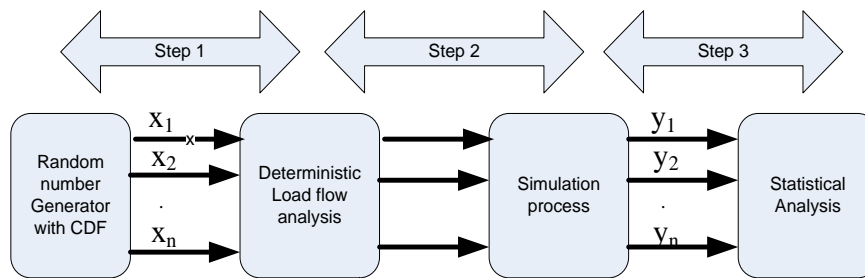 Step 1
Step 2
Step 3
Random
number
Generator
with CDF
x1
x
x2
.
xn
Deterministic
Load flow
analysis
Simulation
process
y1
y2
.
yn
Statistical
Analysis